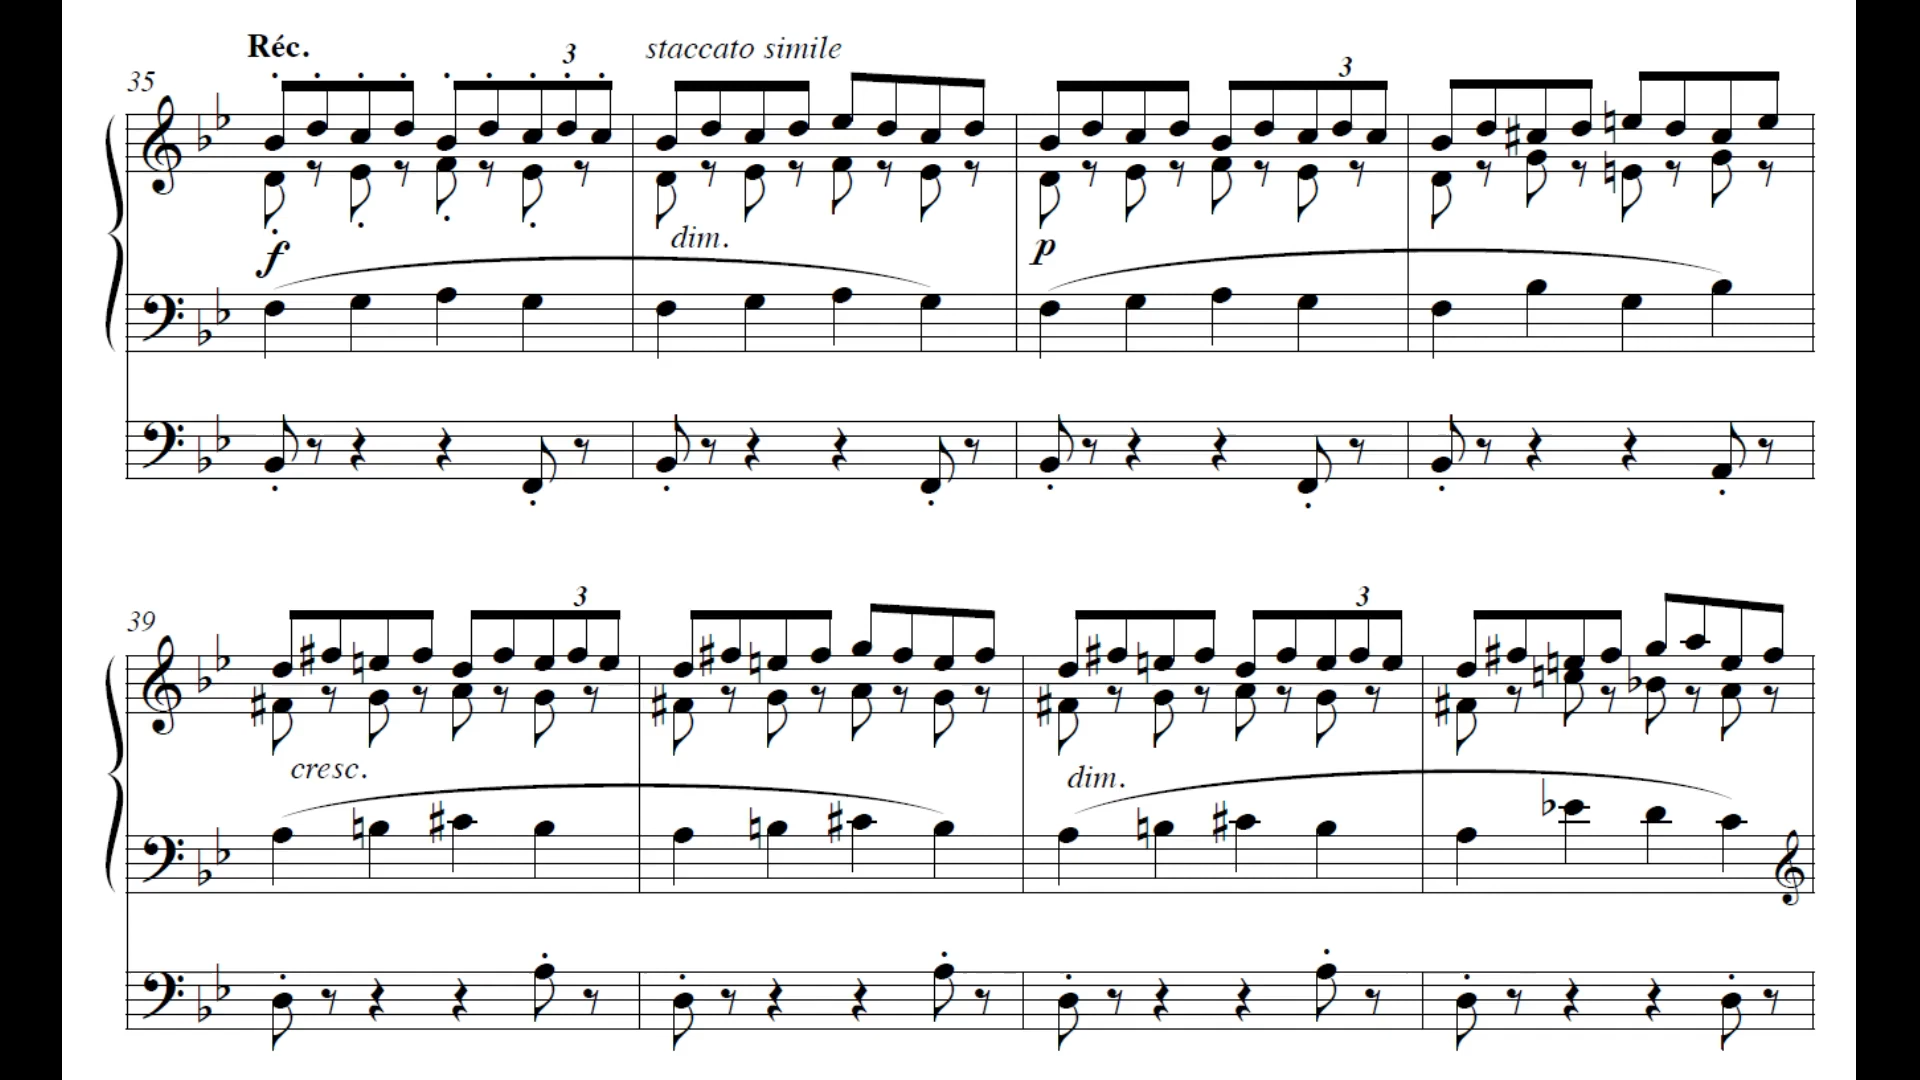 Réc.
3
staccato simile
35
3
dim.
f
p
39
3
3
cresc.
dim.